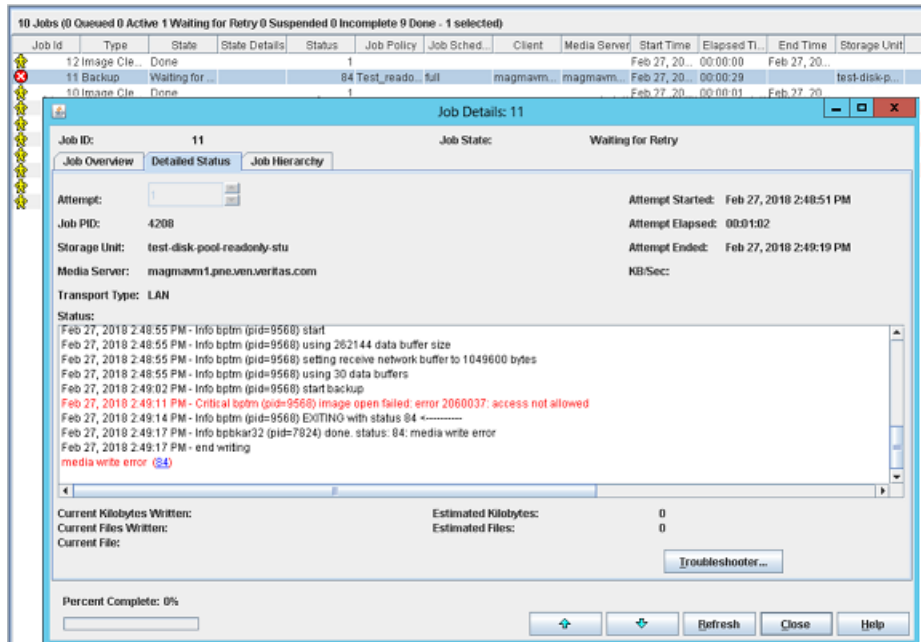 10 Jobs (0 Queued 0 Active 1 Waiting for Retry 0 Suspended 0 Incomplete 9 Done - 1 selected)
Job Id Type State State Details Status Job Policy Job Sched... Client Media Server Start Time Elapsed Ti... End Time Storage Unit
12 Image Cle... Done 1 Feb 27, 20... 00:00:00 Feb 27, 20...
11 Backup Waiting for ... 84 Test_reado... full magmavm... magmavm... Feb 27, 20... 00:00:29 test-disk-p...
10 Image Cle Done 1 Feb 27, 20 00:00:01 Feb 27, 20
Job Details: 11
Job ID: 11 Job State: Waiting for Retry
Job Overview Detailed Status Job Hierarchy
Attempt: 1 Attempt Started: Feb 27, 2018 2:48:51 PM
Job PID: 4208 Attempt Elapsed: 00:01:02
Storage Unit: test-disk-pool-readonly-stu Attempt Ended: Feb 27, 2018 2:49:19 PM
Media Server: magmavm1.pne.ven.veritas.com KB/Sec:
Transport Type: LAN
Status:
Feb 27, 2018 2:48:55 PM - Info bptm (pid=9568) start
Feb 27, 2018 2:48:55 PM - Info bptm (pid=9568) using 262144 data buffer size
Feb 27, 2018 2:48:55 PM - Info bptm (pid=9568) setting receive network buffer to 1049600 bytes
Feb 27, 2018 2:48:55 PM - Info bptm (pid=9568) using 30 data buffers
Feb 27, 2018 2:49:02 PM - Info bptm (pid=9568) start backup
Feb 27, 2018 2:49:11 PM - Critical bptm (pid=9568) image open failed: error 2060037: access not allowed
Feb 27, 2018 2:49:14 PM - Info bptm (pid=9568) EXITING with status 84 <----------
Feb 27, 2018 2:49:17 PM - Info bpbkar32 (pid=7824) done. status: 84: media write error
Feb 27, 2018 2:49:17 PM - end writing
media write error (84)
Current Kilobytes Written: Estimated Kilobytes: 0
Current Files Written: Estimated Files: 0
Current File:
Troubleshooter...
Percent Complete: 0%
Refresh Close Help